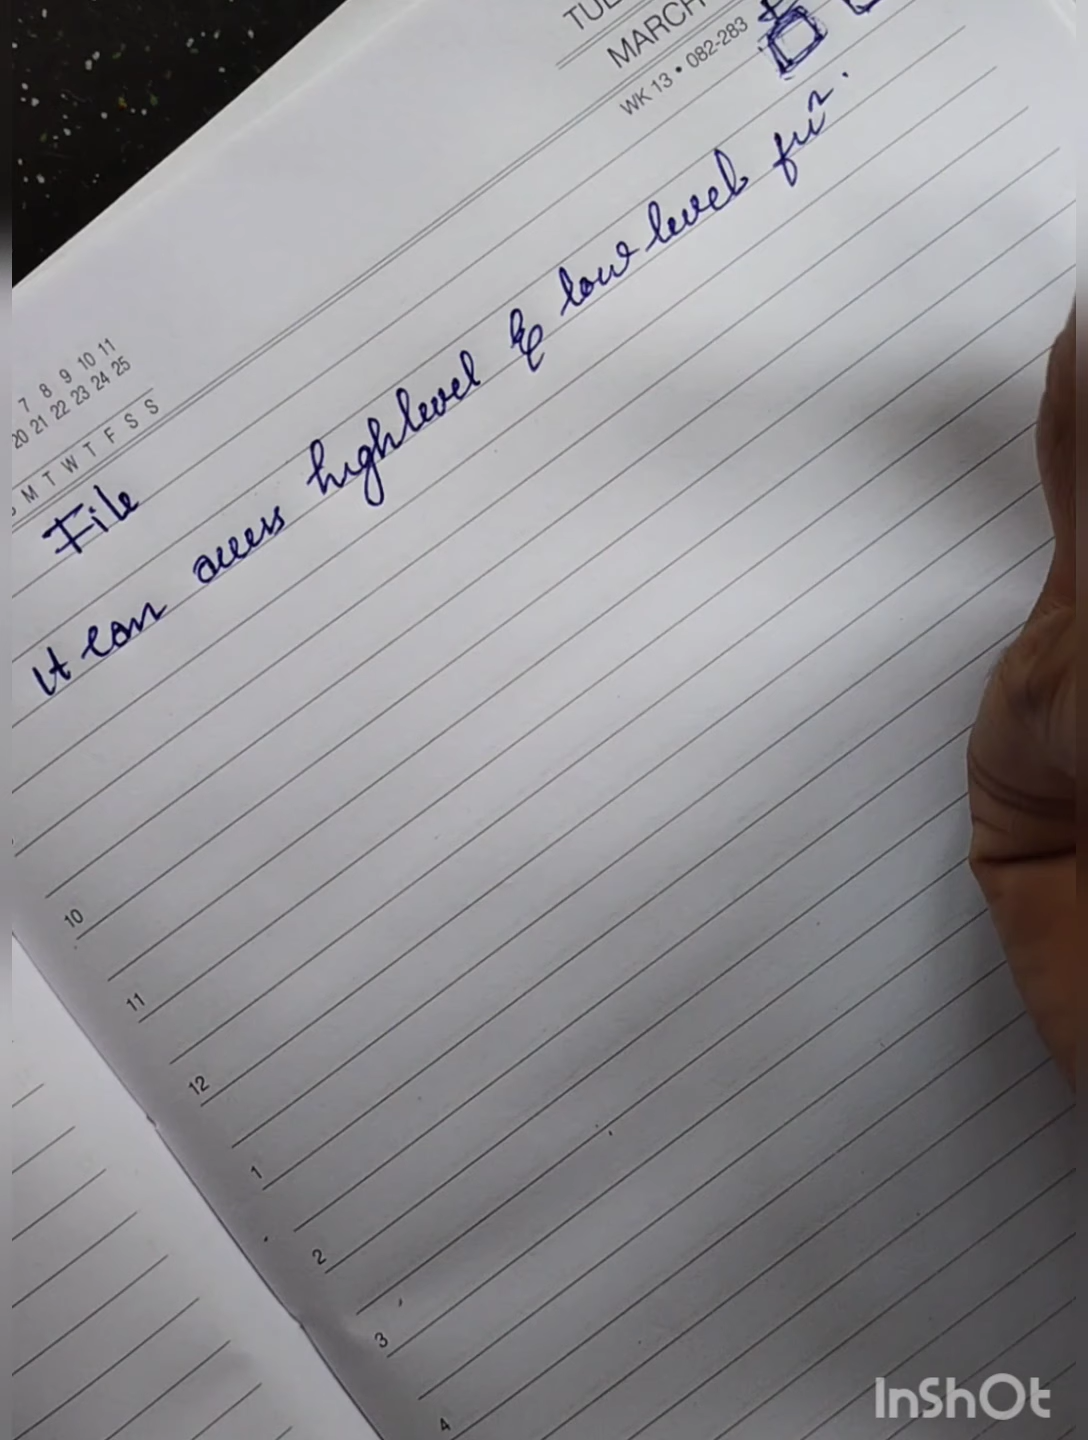 TUE
MARCH
WK 13 • 082-283
7 8 9 10 11
20 21 22 23 24 25
M T W T F S S
File
It can access highlevel & low level fuⁿ.
10
11
12
1
2
3
4
InShOt